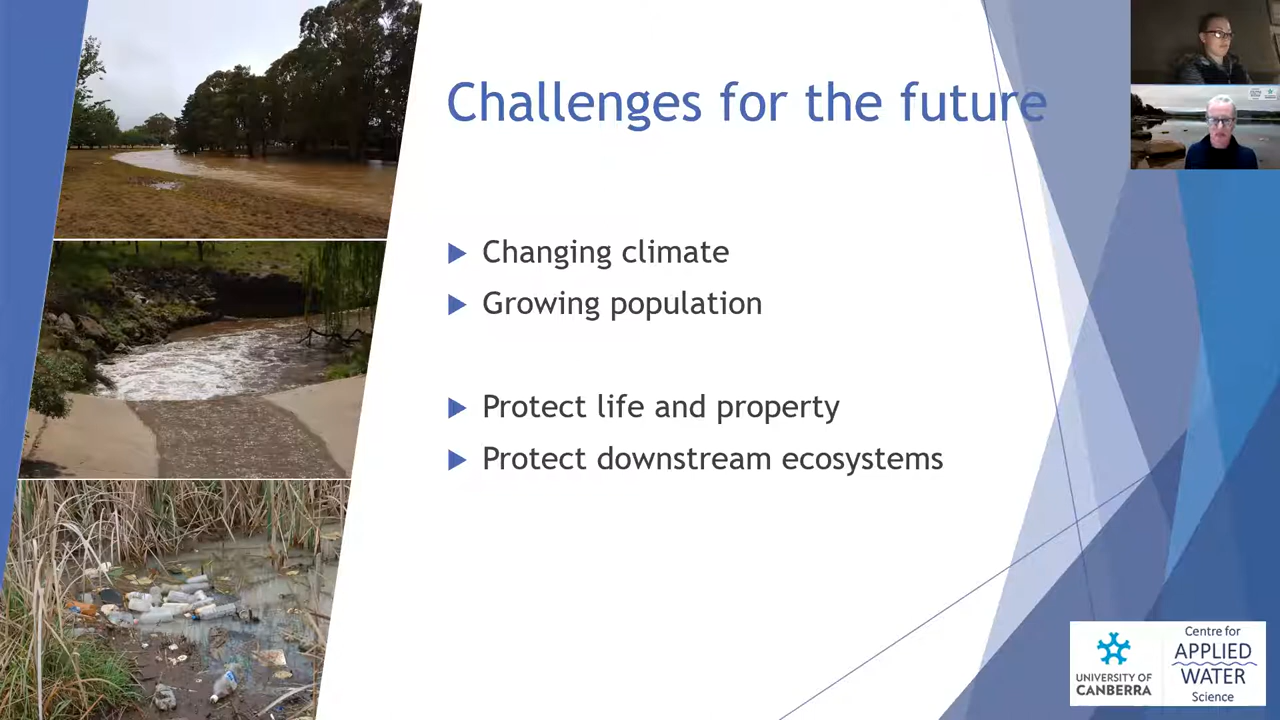 Challenges for the future
Changing climate
Growing population
Protect life and property
Protect downstream ecosystems
UNIVERSITY OF
CANBERRA
Centre for
APPLIED
WATER
Science